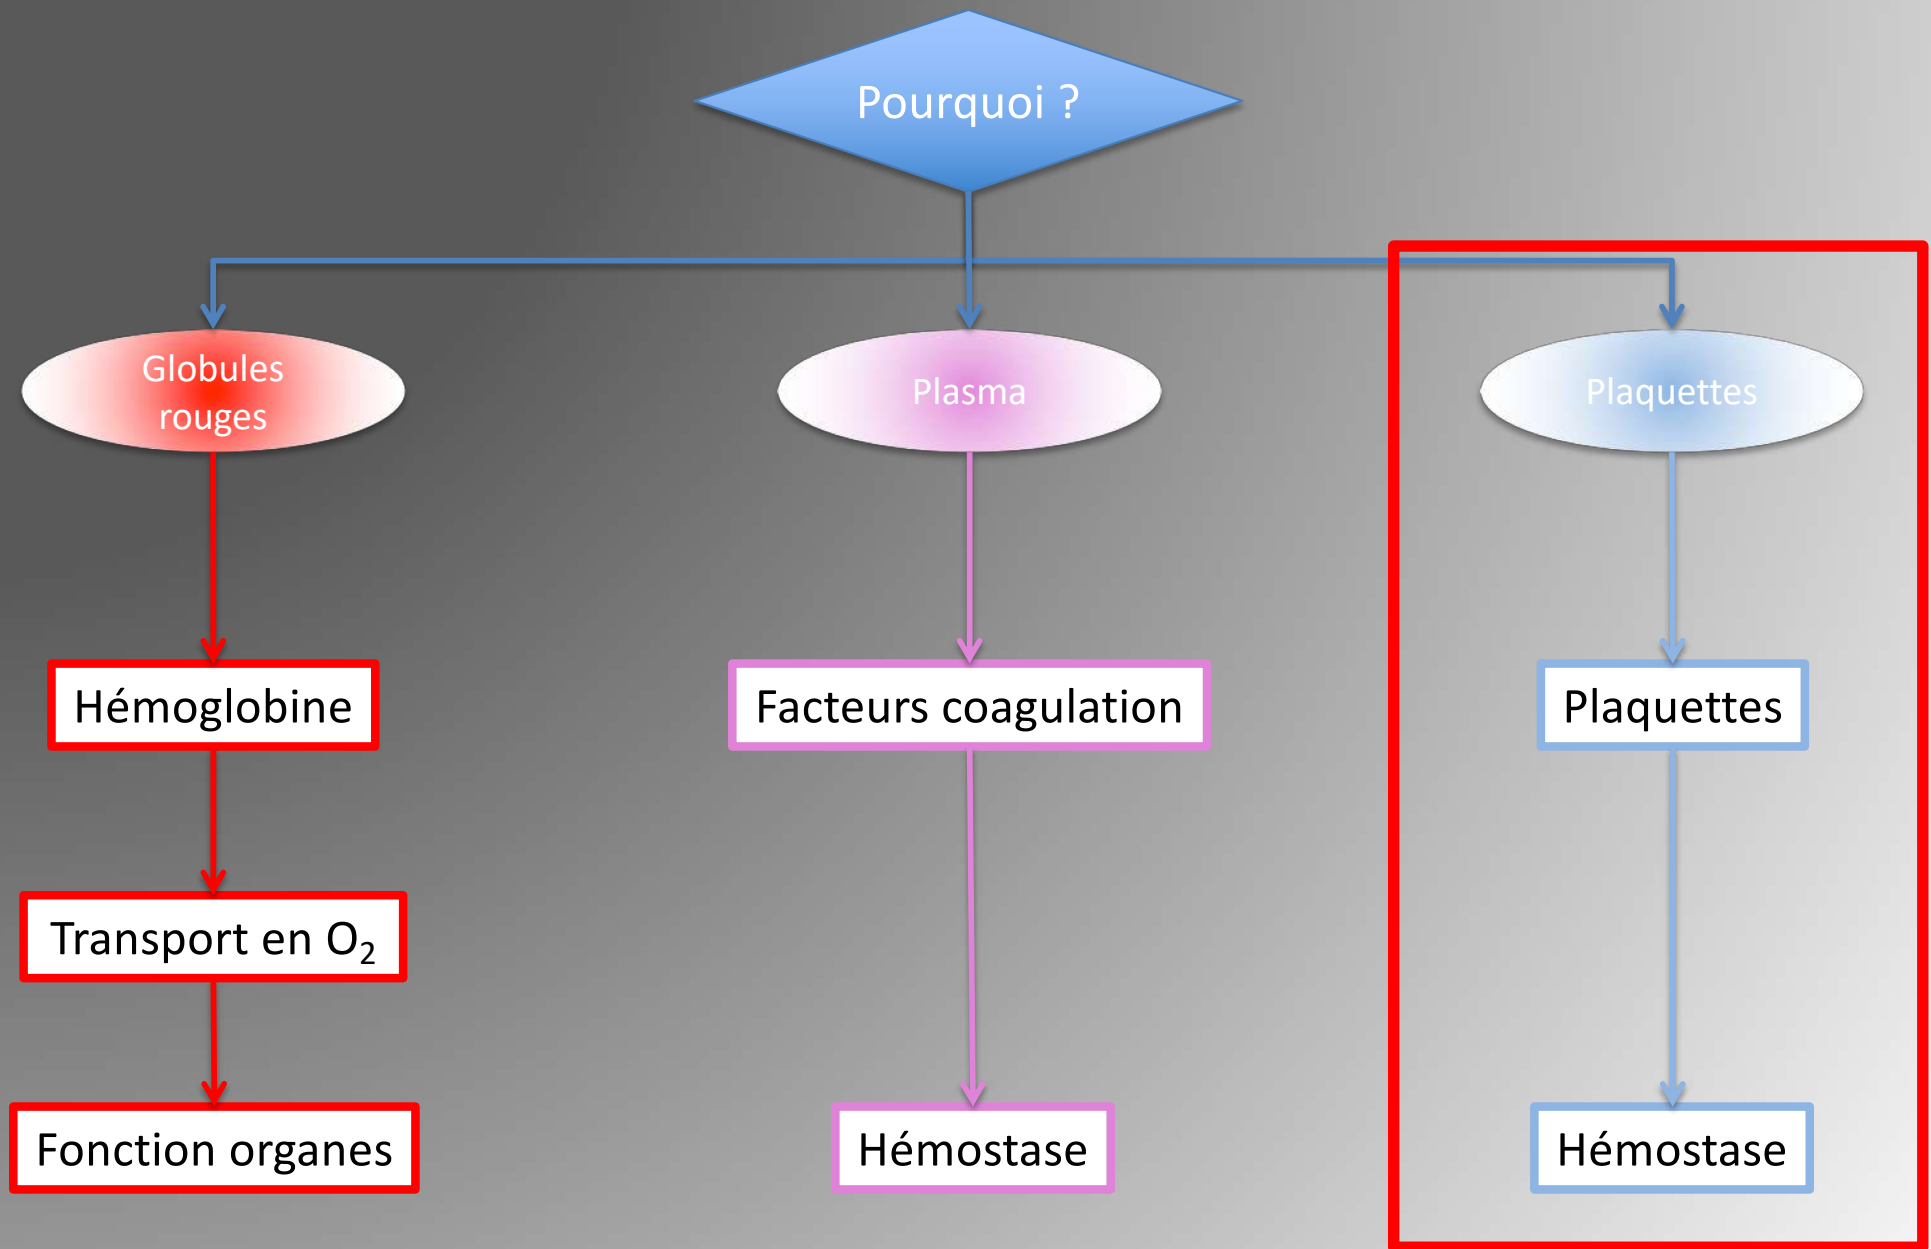 Pourquoi ?
Globules
rouges
Plasma
Plaquettes
Hémoglobine
Facteurs coagulation
Plaquettes
Transport en O₂
Fonction organes
Hémostase
Hémostase